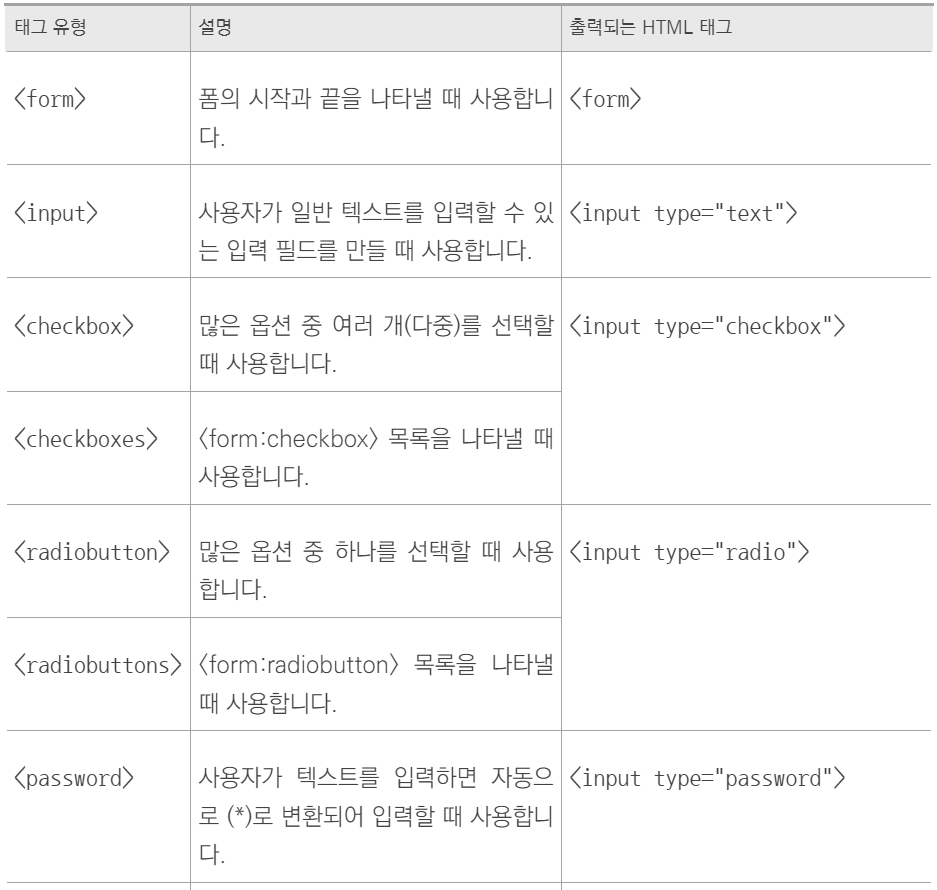 태그 유형 설명 출력되는 HTML 태그
<form> 폼의 시작과 끝을 나타낼 때 사용합니 <form>
다.
<input> 사용자가 일반 텍스트를 입력할 수 있 <input type="text">
는 입력 필드를 만들 때 사용합니다.
<checkbox> 많은 옵션 중 여러 개(다중)를 선택할 <input type="checkbox">
때 사용합니다.
<checkboxes> <form:checkbox> 목록을 나타낼 때
사용합니다.
<radiobutton> 많은 옵션 중 하나를 선택할 때 사용 <input type="radio">
합니다.
<radiobuttons> <form:radiobutton> 목록을 나타낼
때 사용합니다.
<password> 사용자가 텍스트를 입력하면 자동으 <input type="password">
로 (*)로 변환되어 입력할 때 사용합니
다.